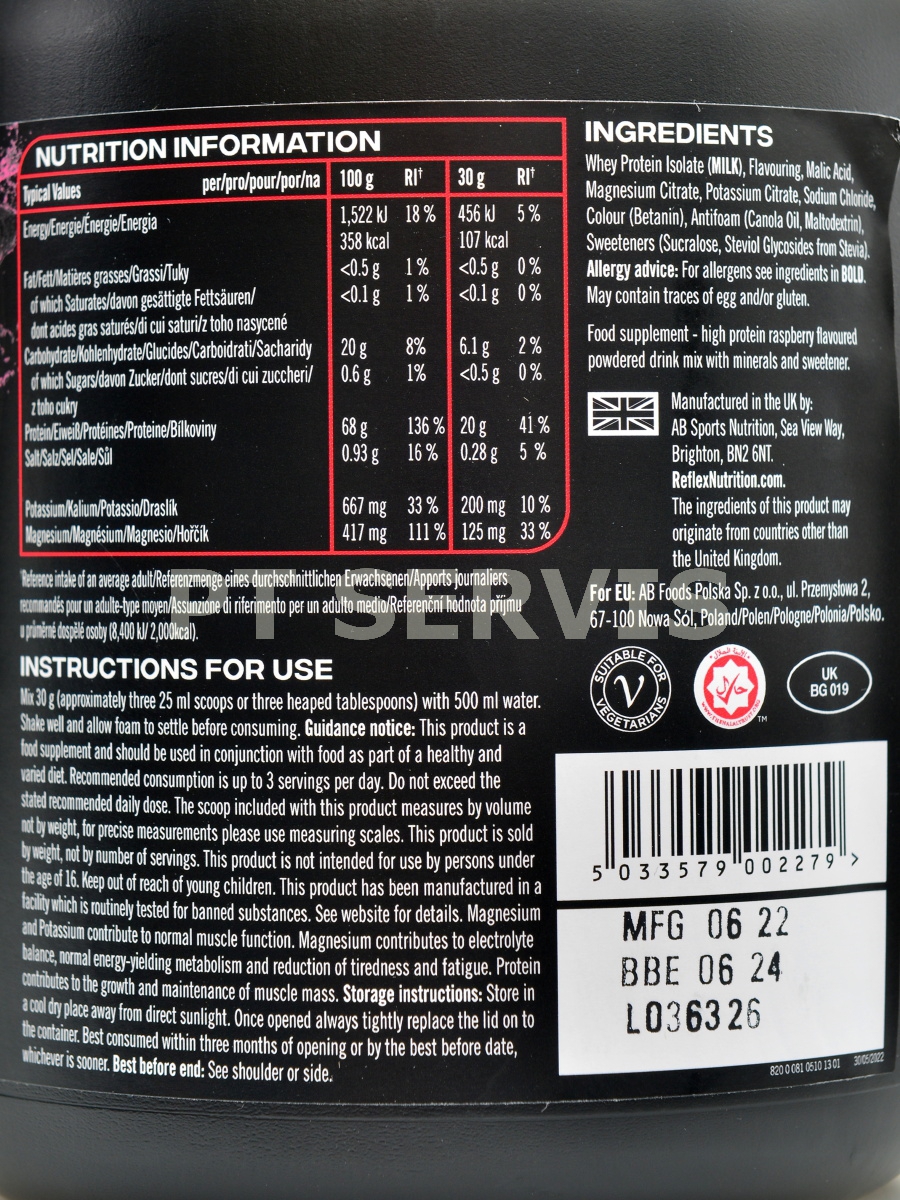 NUTRITION INFORMATION
Typical Values per/pro/pour/por/na 100 g RI† 30 g RI†
Energy/Energie/Énergie/Energia 1,522 kJ 18 % 456 kJ 5 %
358 kcal 107 kcal
Fat/Fett/Matières grasses/Grassi/Tuky <0.5 g 1 % <0.5 g 0 %
of which Saturates/davon gesättigte Fettsäuren/ <0.1 g 1 % <0.1 g 0 %
dont acides gras saturés/di cui saturi/z toho nasycené
Carbohydrate/Kohlenhydrate/Glucides/Carboidrati/Sacharidy 20 g 8% 6.1 g 2 %
of which Sugars/davon Zucker/dont sucres/di cui zuccheri/ 0.6 g 1% <0.5 g 0 %
z toho cukry
Protein/Eiweiß/Protéines/Proteine/Bílkoviny 68 g 136 % 20 g 41 %
Salt/Salz/Sel/Sale/Sůl 0.93 g 16 % 0.28 g 5 %
Potassium/Kalium/Potassio/Draslík 667 mg 33 % 200 mg 10 %
Magnesium/Magnésium/Magnesio/Hořčík 417 mg 111 % 125 mg 33 %
†Reference intake of an average adult/Referenzmenge eines durchschnittlichen Erwachsenen/Apports journaliers
recommandés pour un adulte-type moyen/Assunzione di riferimento per un adulto medio/Referenční hodnota příjmu
u průměrné dospělé osoby (8,400 kJ/ 2,000kcal).
INSTRUCTIONS FOR USE
Mix 30 g (approximately three 25 ml scoops or three heaped tablespoons) with 500 ml water.
Shake well and allow foam to settle before consuming. Guidance notice: This product is a
food supplement and should be used in conjunction with food as part of a healthy and
varied diet. Recommended consumption is up to 3 servings per day. Do not exceed the
stated recommended daily dose. The scoop included with this product measures by volume
not by weight, for precise measurements please use measuring scales. This product is sold
by weight, not by number of servings. This product is not intended for use by persons under
the age of 16. Keep out of reach of young children. This product has been manufactured in a
facility which is routinely tested for banned substances. See website for details. Magnesium
and Potassium contribute to normal muscle function. Magnesium contributes to electrolyte
balance, normal energy-yielding metabolism and reduction of tiredness and fatigue. Protein
contributes to the growth and maintenance of muscle mass. Storage instructions: Store in
a cool dry place away from direct sunlight. Once opened always tightly replace the lid on to
the container. Best consumed within three months of opening or by the best before date,
whichever is sooner. Best before end: See shoulder or side.
INGREDIENTS
Whey Protein Isolate (MILK), Flavouring, Malic Acid,
Magnesium Citrate, Potassium Citrate, Sodium Chloride,
Colour (Betanin), Antifoam (Canola Oil, Maltodextrin),
Sweeteners (Sucralose, Steviol Glycosides from Stevia).
Allergy advice: For allergens see ingredients in BOLD.
May contain traces of egg and/or gluten.
Food supplement - high protein raspberry flavoured
powdered drink mix with minerals and sweetener.
Manufactured in the UK by:
AB Sports Nutrition, Sea View Way,
Brighton, BN2 6NT.
ReflexNutrition.com.
The ingredients of this product may
originate from countries other than
the United Kingdom.
For EU: AB Foods Polska Sp. z o.o., ul. Przemysłowa 2,
67-100 Nowa Sól, Poland/Polen/Pologne/Polonia/Polsko.
SUITABLE FOR
V
VEGETARIANS
حلال
TM
UK
BG 019
5 033579 002279 >
MFG 06 22
BBE 06 24
L036326
820 0 081 0510 13 01 30/05/2022
PT SERVIS